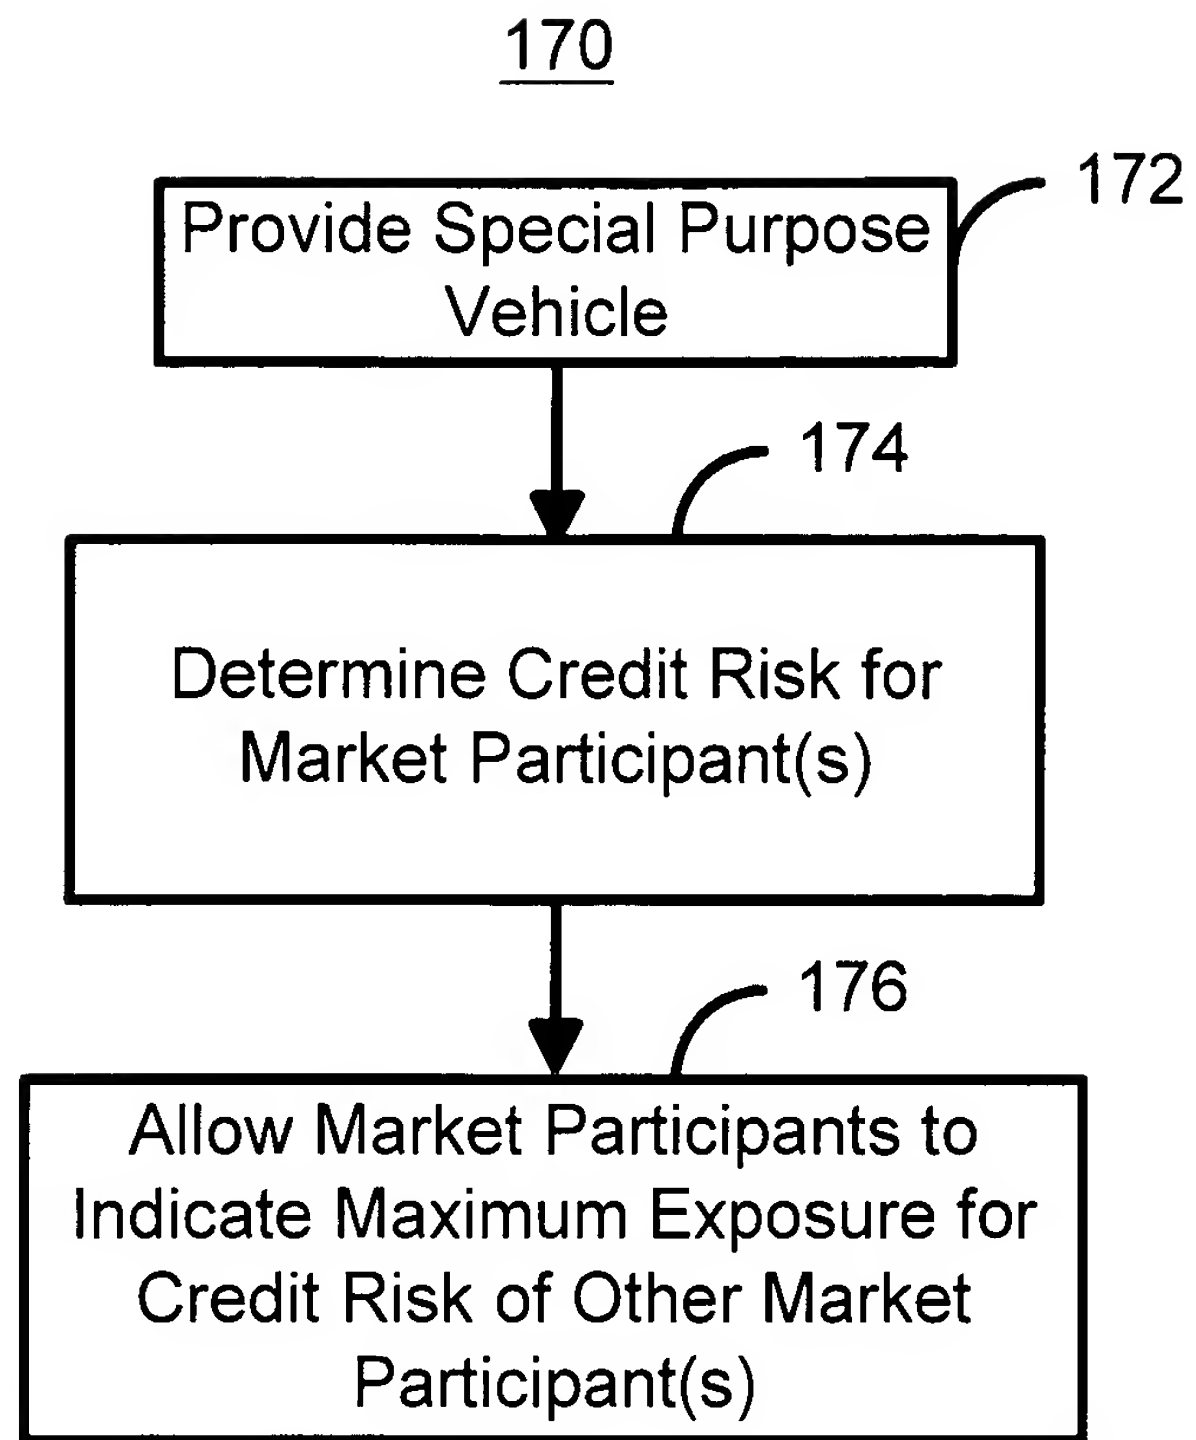 170
172
Provide Special Purpose
Vehicle
174
Determine Credit Risk for
Market Participant(s)
176
Allow Market Participants to
Indicate Maximum Exposure for
Credit Risk of Other Market
Participant(s)